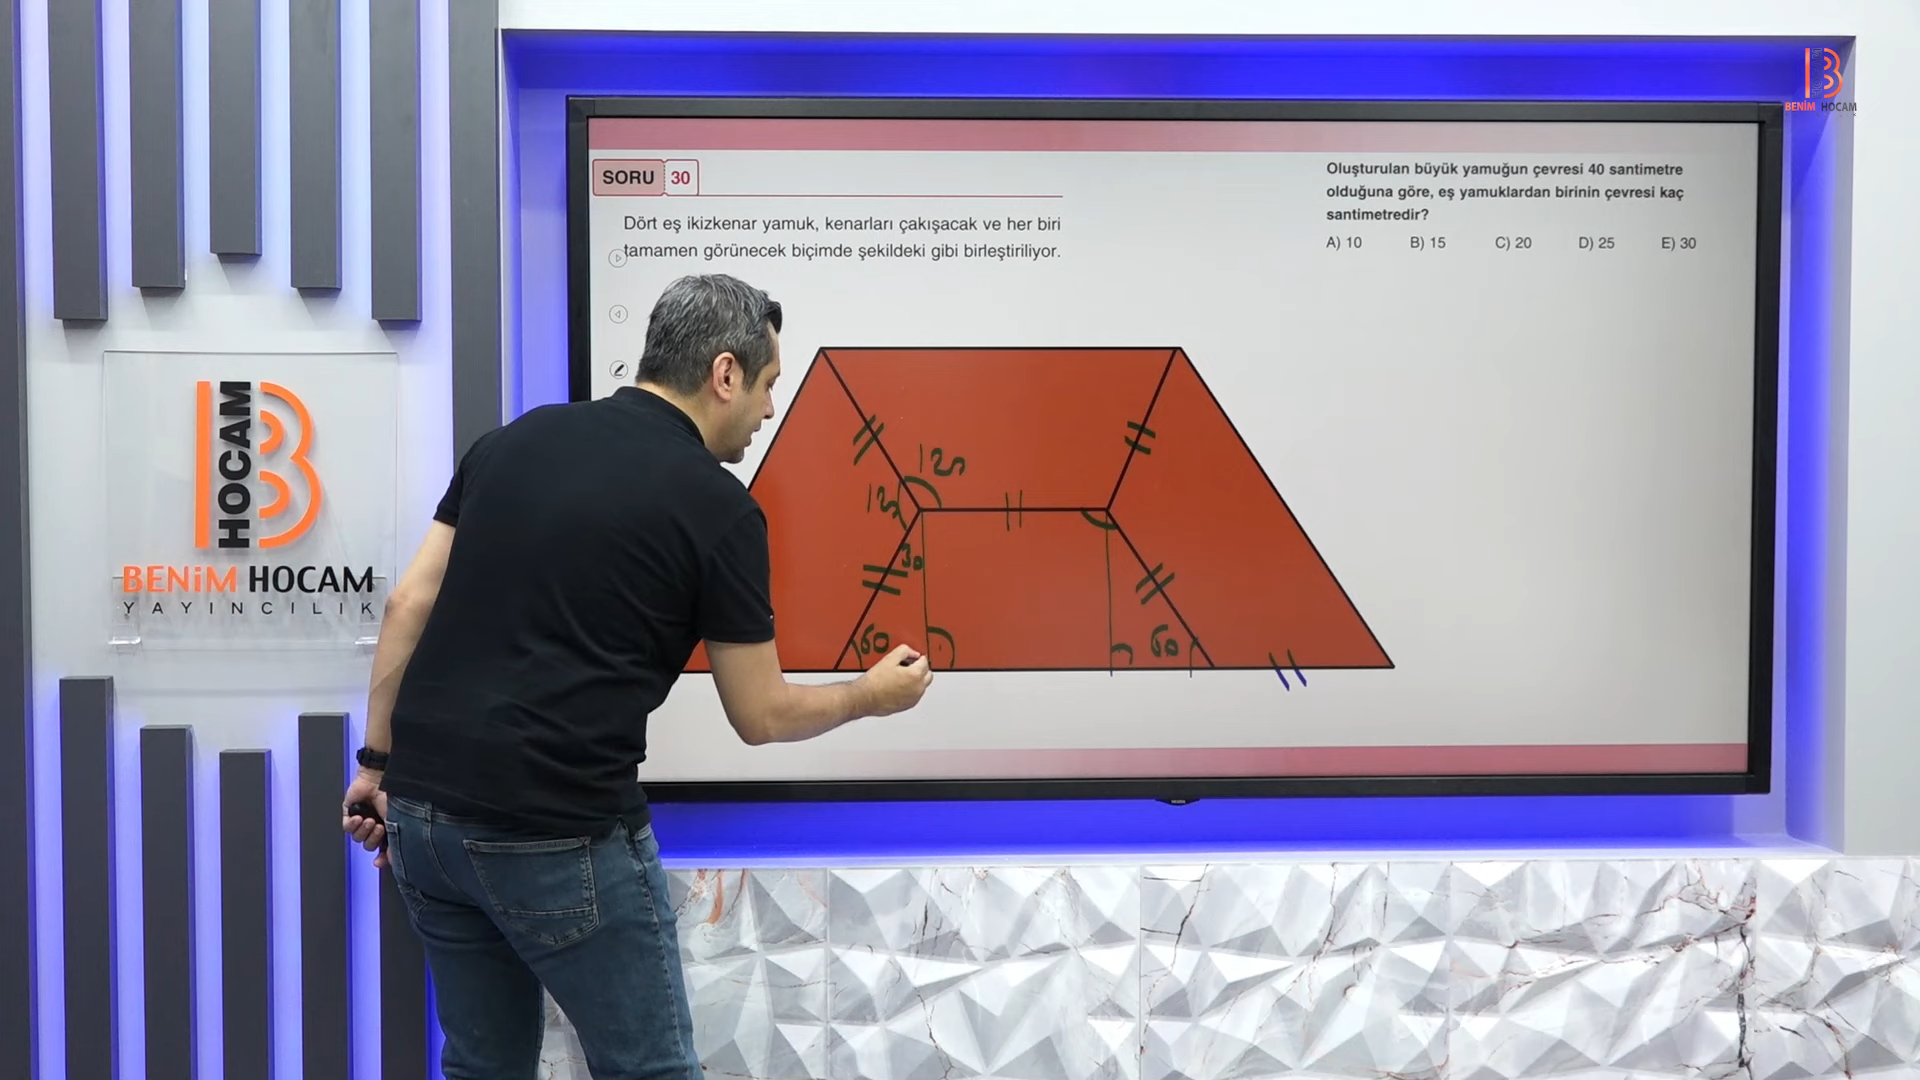 BENİM HOCAM
SORU 30
Dört eş ikizkenar yamuk, kenarları çakışacak ve her biri
tamamen görünecek biçimde şekildeki gibi birleştiriliyor.
Oluşturulan büyük yamuğun çevresi 40 santimetre
olduğuna göre, eş yamuklardan birinin çevresi kaç
santimetredir?
A) 10 B) 15 C) 20 D) 25 E) 30
30
60
60
HOCAM
BENİM HOCAM
YAYINCILIK